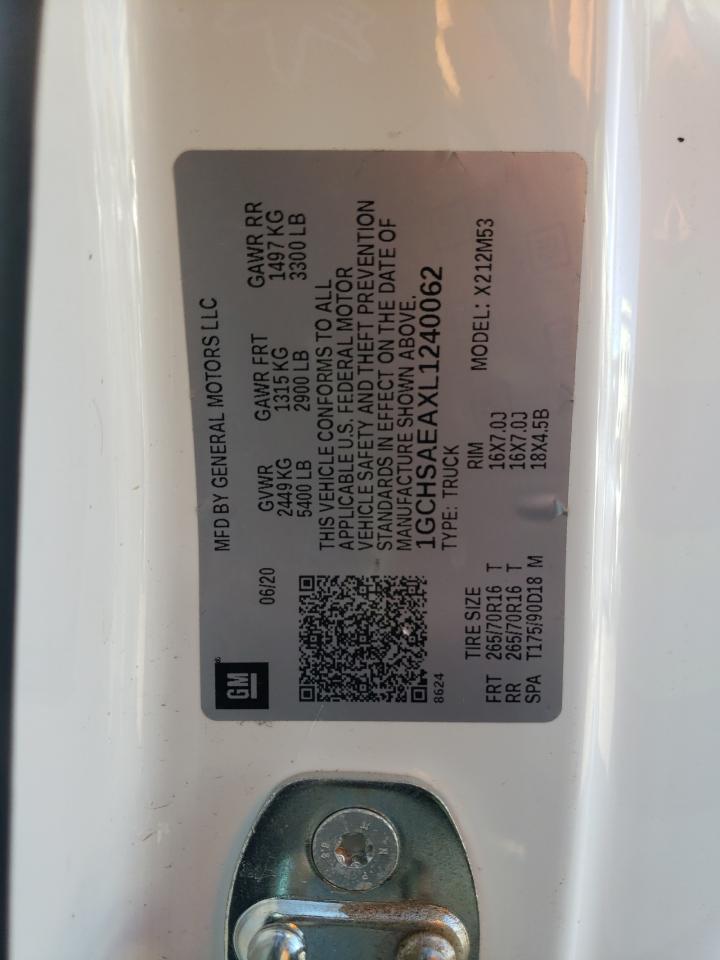 GM
06/20
MFD BY GENERAL MOTORS LLC
GVWR GAWR FRT GAWR RR
2449 KG 1315 KG 1497 KG
5400 LB 2900 LB 3300 LB
THIS VEHICLE CONFORMS TO ALL
APPLICABLE U.S. FEDERAL MOTOR
VEHICLE SAFETY AND THEFT PREVENTION
STANDARDS IN EFFECT ON THE DATE OF
MANUFACTURE SHOWN ABOVE.
8624
1GCHSAEAXL1240062
TYPE: TRUCK
MODEL: X212M53
TIRE SIZE RIM
FRT 265/70R16 T 16X7.0J
RR 265/70R16 T 16X7.0J
SPA T175/90D18 M 18X4.5B